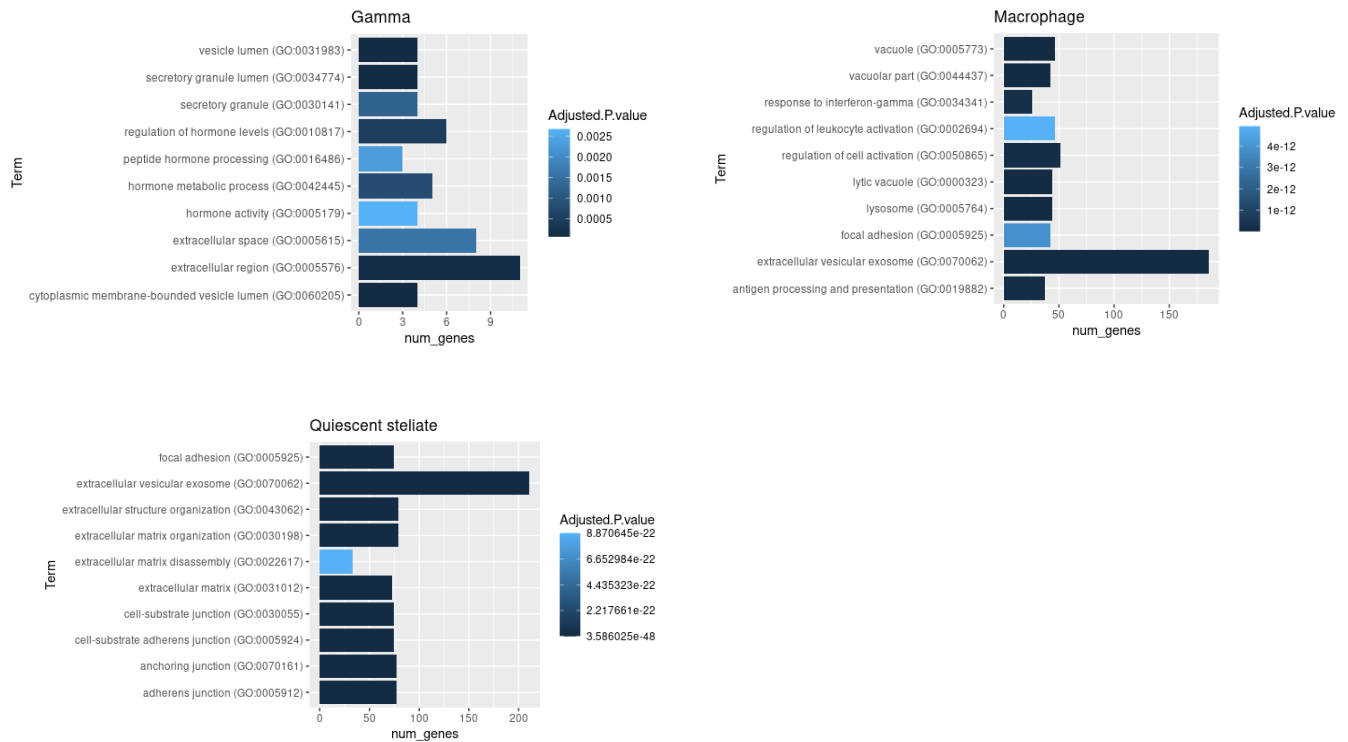 Gamma
Term
vesicle lumen (GO:0031983)
secretory granule lumen (GO:0034774)
secretory granule (GO:0030141)
regulation of hormone levels (GO:0010817)
peptide hormone processing (GO:0016486)
hormone metabolic process (GO:0042445)
hormone activity (GO:0005179)
extracellular space (GO:0005615)
extracellular region (GO:0005576)
cytoplasmic membrane-bounded vesicle lumen (GO:0060205)
0 3 6 9
num_genes
Adjusted.P.value
0.0025
0.0020
0.0015
0.0010
0.0005
Macrophage
Term
vacuole (GO:0005773)
vacuolar part (GO:0044437)
response to interferon-gamma (GO:0034341)
regulation of leukocyte activation (GO:0002694)
regulation of cell activation (GO:0050865)
lytic vacuole (GO:0000323)
lysosome (GO:0005764)
focal adhesion (GO:0005925)
extracellular vesicular exosome (GO:0070062)
antigen processing and presentation (GO:0019882)
0 50 100 150
num_genes
Adjusted.P.value
4e-12
3e-12
2e-12
1e-12
Quiescent steliate
Term
focal adhesion (GO:0005925)
extracellular vesicular exosome (GO:0070062)
extracellular structure organization (GO:0043062)
extracellular matrix organization (GO:0030198)
extracellular matrix disassembly (GO:0022617)
extracellular matrix (GO:0031012)
cell-substrate junction (GO:0030055)
cell-substrate adherens junction (GO:0005924)
anchoring junction (GO:0070161)
adherens junction (GO:0005912)
0 50 100 150 200
num_genes
Adjusted.P.value
8.870645e-22
6.652984e-22
4.435323e-22
2.217661e-22
3.586025e-48